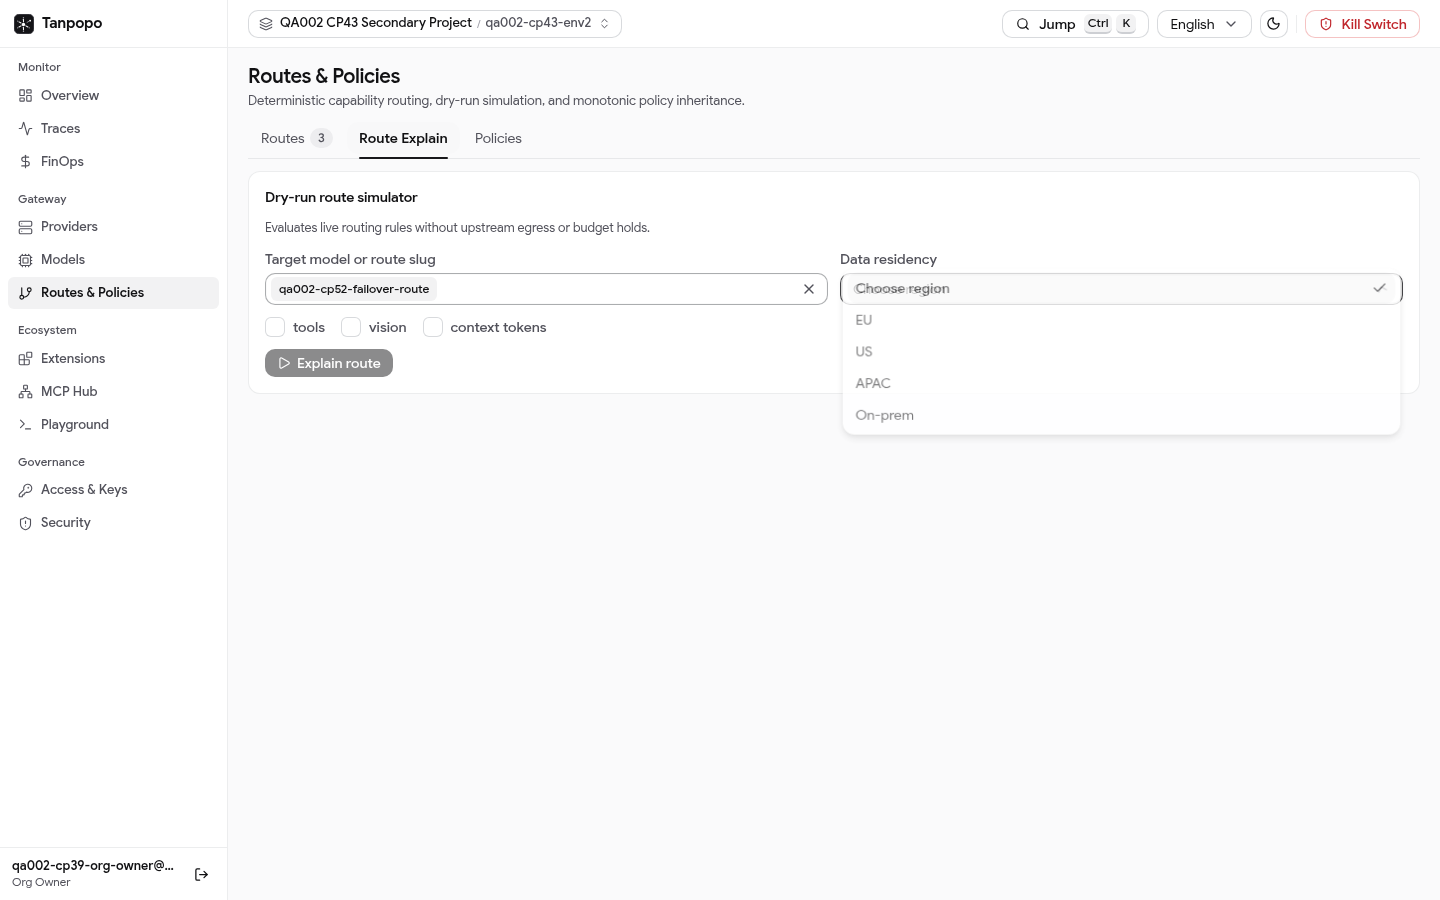 Tanpopo
QA002 CP43 Secondary Project / qa002-cp43-env2
Jump Ctrl K
English
Kill Switch
Monitor
Overview
Traces
FinOps
Gateway
Providers
Models
Routes & Policies
Ecosystem
Extensions
MCP Hub
Playground
Governance
Access & Keys
Security
qa002-cp39-org-owner@...
Org Owner
Routes & Policies
Deterministic capability routing, dry-run simulation, and monotonic policy inheritance.
Routes 3 Route Explain Policies
Dry-run route simulator
Evaluates live routing rules without upstream egress or budget holds.
Target model or route slug
qa002-cp52-failover-route
tools vision context tokens
Explain route
Data residency
Choose region
EU
US
APAC
On-prem